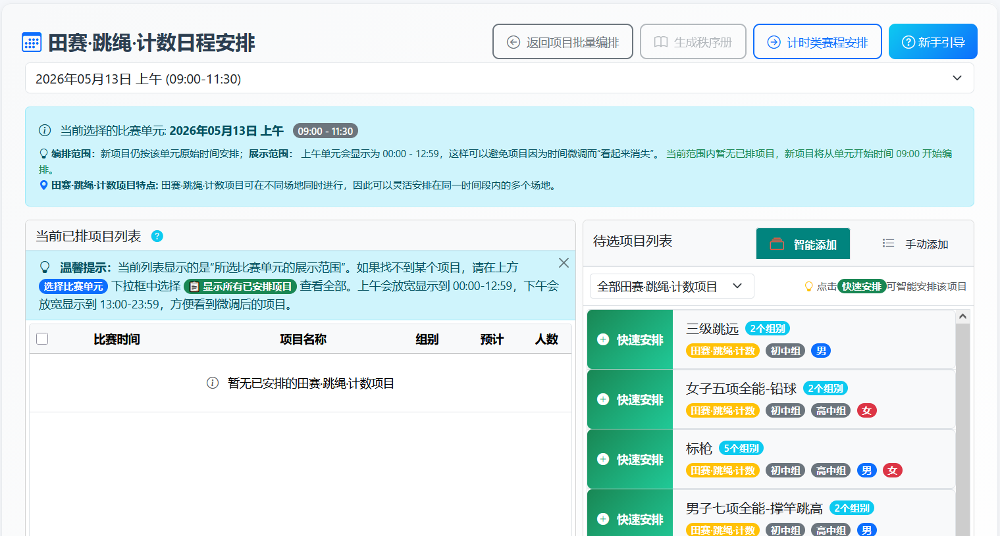 田赛·跳绳·计数日程安排
返回项目批量编排
生成秩序册
计时类赛程安排
新手引导
2026年05月13日 上午 (09:00-11:30)
当前选择的比赛单元: 2026年05月13日 上午 09:00 - 11:30
编排范围：新项目仍按该单元原始时间安排；展示范围： 上午单元会显示为 00:00 - 12:59，这样可以避免项目因为时间微调而“看起来消失”。 当前范围内暂无已排项目，新项目将从单元开始时间 09:00 开始编
排。
田赛·跳绳·计数项目特点: 田赛·跳绳·计数项目可在不同场地同时进行，因此可以灵活安排在同一时间段内的多个场地。
当前已排项目列表
温馨提示：当前列表显示的是“所选比赛单元的展示范围”。如果找不到某个项目，请在上方
选择比赛单元 下拉框中选择 显示所有已安排项目 查看全部。上午会放宽显示到 00:00-12:59，下午会
放宽显示到 13:00-23:59，方便看到微调后的项目。
比赛时间 项目名称 组别 预计 人数
暂无已安排的田赛·跳绳·计数项目
待选项目列表
智能添加
手动添加
全部田赛·跳绳·计数项目
点击快速安排可智能安排该项目
快速安排
三级跳远 2个组别
田赛·跳绳·计数 初中组 男
快速安排
女子五项全能-铅球 2个组别
田赛·跳绳·计数 初中组 高中组 女
快速安排
标枪 5个组别
田赛·跳绳·计数 初中组 高中组 男 女
快速安排
男子七项全能-撑竿跳高 2个组别
田赛·跳绳·计数 初中组 高中组 男